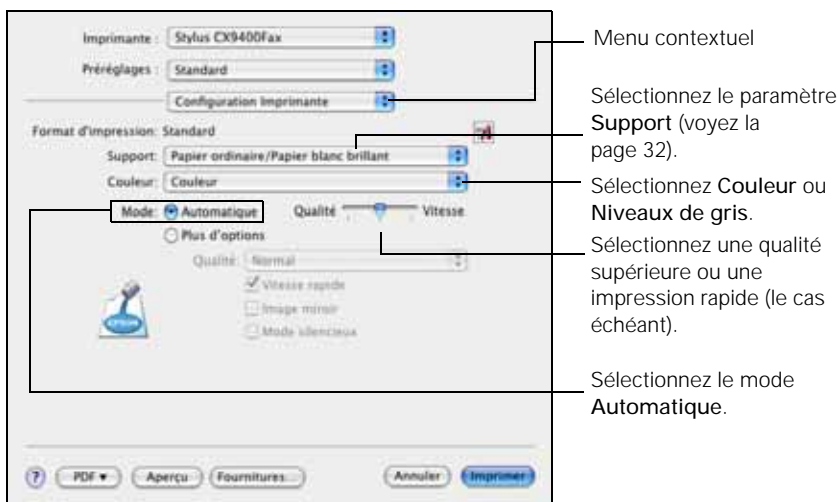 Imprimante : Stylus CX9400Fax
Préréglages : Standard
Configuration Imprimante
Format d'impression: Standard
Support: Papier ordinaire/Papier blanc brillant
Couleur: Couleur
Mode: Automatique Qualité Vitesse
Plus d'options
Qualité: Normal
Vitesse rapide
Image miroir
Mode silencieux
EPSON
? PDF Aperçu Fournitures... Annuler Imprimer
Menu contextuel
Sélectionnez le paramètre
Support (voyez la
page 32).
Sélectionnez Couleur ou
Niveaux de gris.
Sélectionnez une qualité
supérieure ou une
impression rapide (le cas
échéant).
Sélectionnez le mode
Automatique.